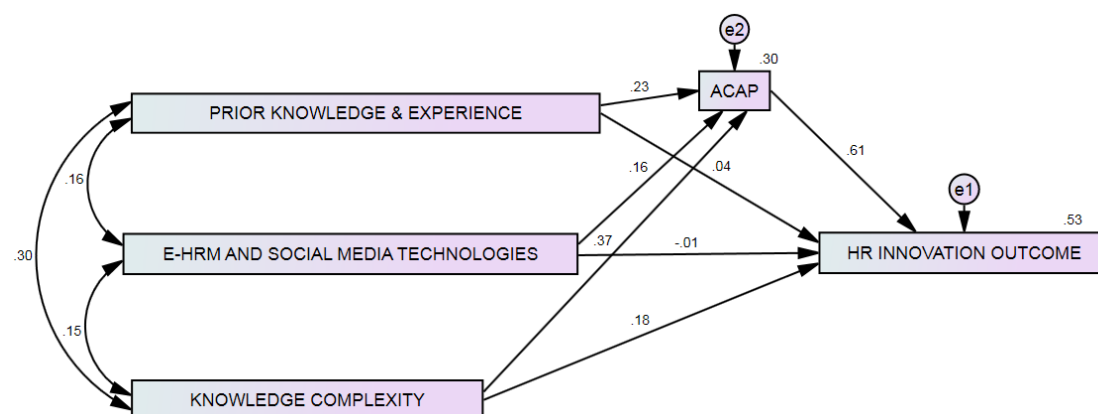 e2
.30
.23
ACAP
PRIOR KNOWLEDGE & EXPERIENCE
.61
.16
.04
.16
e1
.53
.30
.37
-.01
E-HRM AND SOCIAL MEDIA TECHNOLOGIES
HR INNOVATION OUTCOME
.15
.18
KNOWLEDGE COMPLEXITY